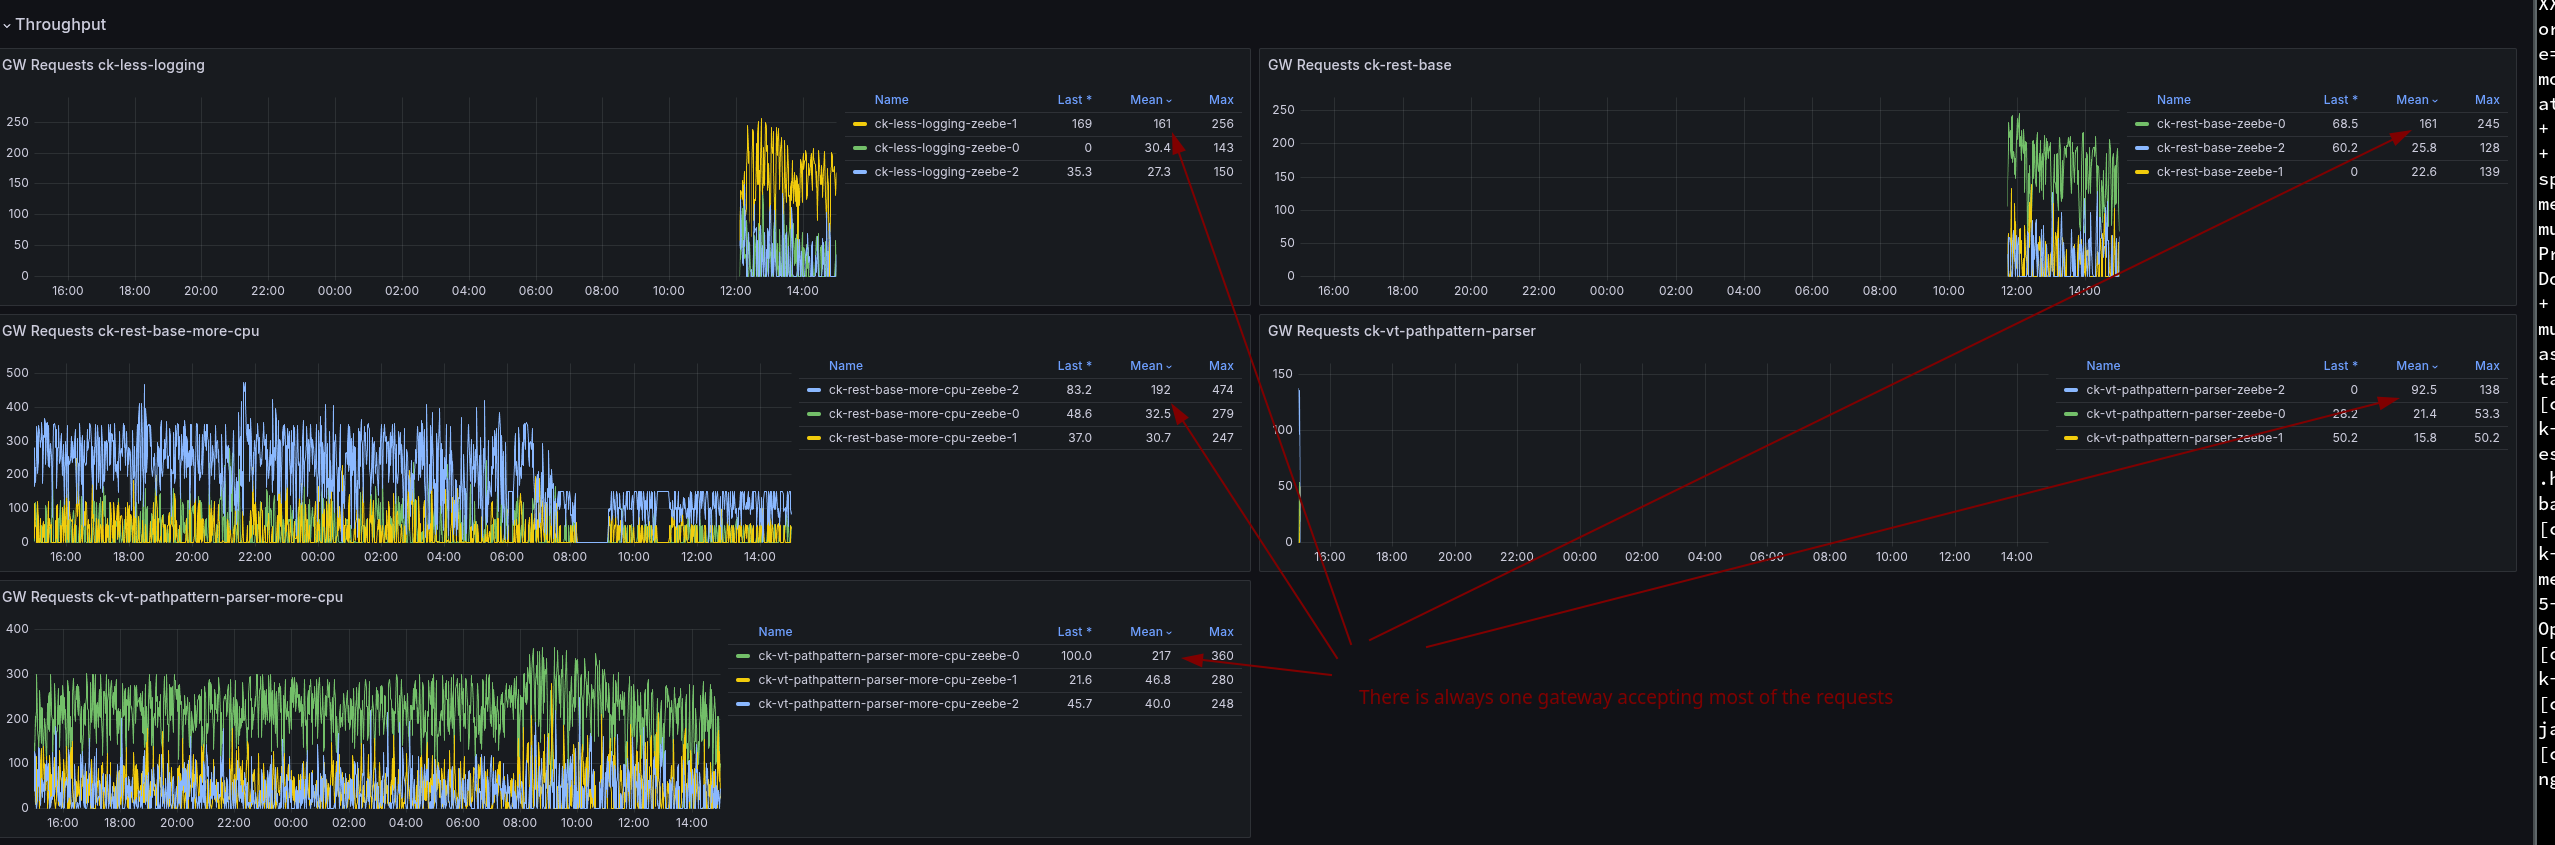 Throughput
GW Requests ck-less-logging
Name Last * Mean Max
250
200
150
100
50
0
ck-less-logging-zeebe-1 169 161 256
ck-less-logging-zeebe-0 0 30.4 143
ck-less-logging-zeebe-2 35.3 27.3 150
16:00 18:00 20:00 22:00 00:00 02:00 04:00 06:00 08:00 10:00 12:00 14:00
GW Requests ck-rest-base
Name Last * Mean Max
250
200
150
100
50
0
ck-rest-base-zeebe-0 68.5 161 245
ck-rest-base-zeebe-2 60.2 25.8 128
ck-rest-base-zeebe-1 0 22.6 139
16:00 18:00 20:00 22:00 00:00 02:00 04:00 06:00 08:00 10:00 12:00 14:00
GW Requests ck-rest-base-more-cpu
Name Last * Mean Max
500
400
300
200
100
0
ck-rest-base-more-cpu-zeebe-2 83.2 192 474
ck-rest-base-more-cpu-zeebe-0 48.6 32.5 279
ck-rest-base-more-cpu-zeebe-1 37.0 30.7 247
16:00 18:00 20:00 22:00 00:00 02:00 04:00 06:00 08:00 10:00 12:00 14:00
GW Requests ck-vt-pathpattern-parser
Name Last * Mean Max
150
100
50
0
ck-vt-pathpattern-parser-zeebe-2 0 92.5 138
ck-vt-pathpattern-parser-zeebe-0 28.2 21.4 53.3
ck-vt-pathpattern-parser-zeebe-1 50.2 15.8 50.2
16:00 18:00 20:00 22:00 00:00 02:00 04:00 06:00 08:00 10:00 12:00 14:00
GW Requests ck-vt-pathpattern-parser-more-cpu
Name Last * Mean Max
400
300
200
100
0
ck-vt-pathpattern-parser-more-cpu-zeebe-0 100.0 217 360
ck-vt-pathpattern-parser-more-cpu-zeebe-1 21.6 46.8 280
ck-vt-pathpattern-parser-more-cpu-zeebe-2 45.7 40.0 248
16:00 18:00 20:00 22:00 00:00 02:00 04:00 06:00 08:00 10:00 12:00 14:00
There is always one gateway accepting most of the requests